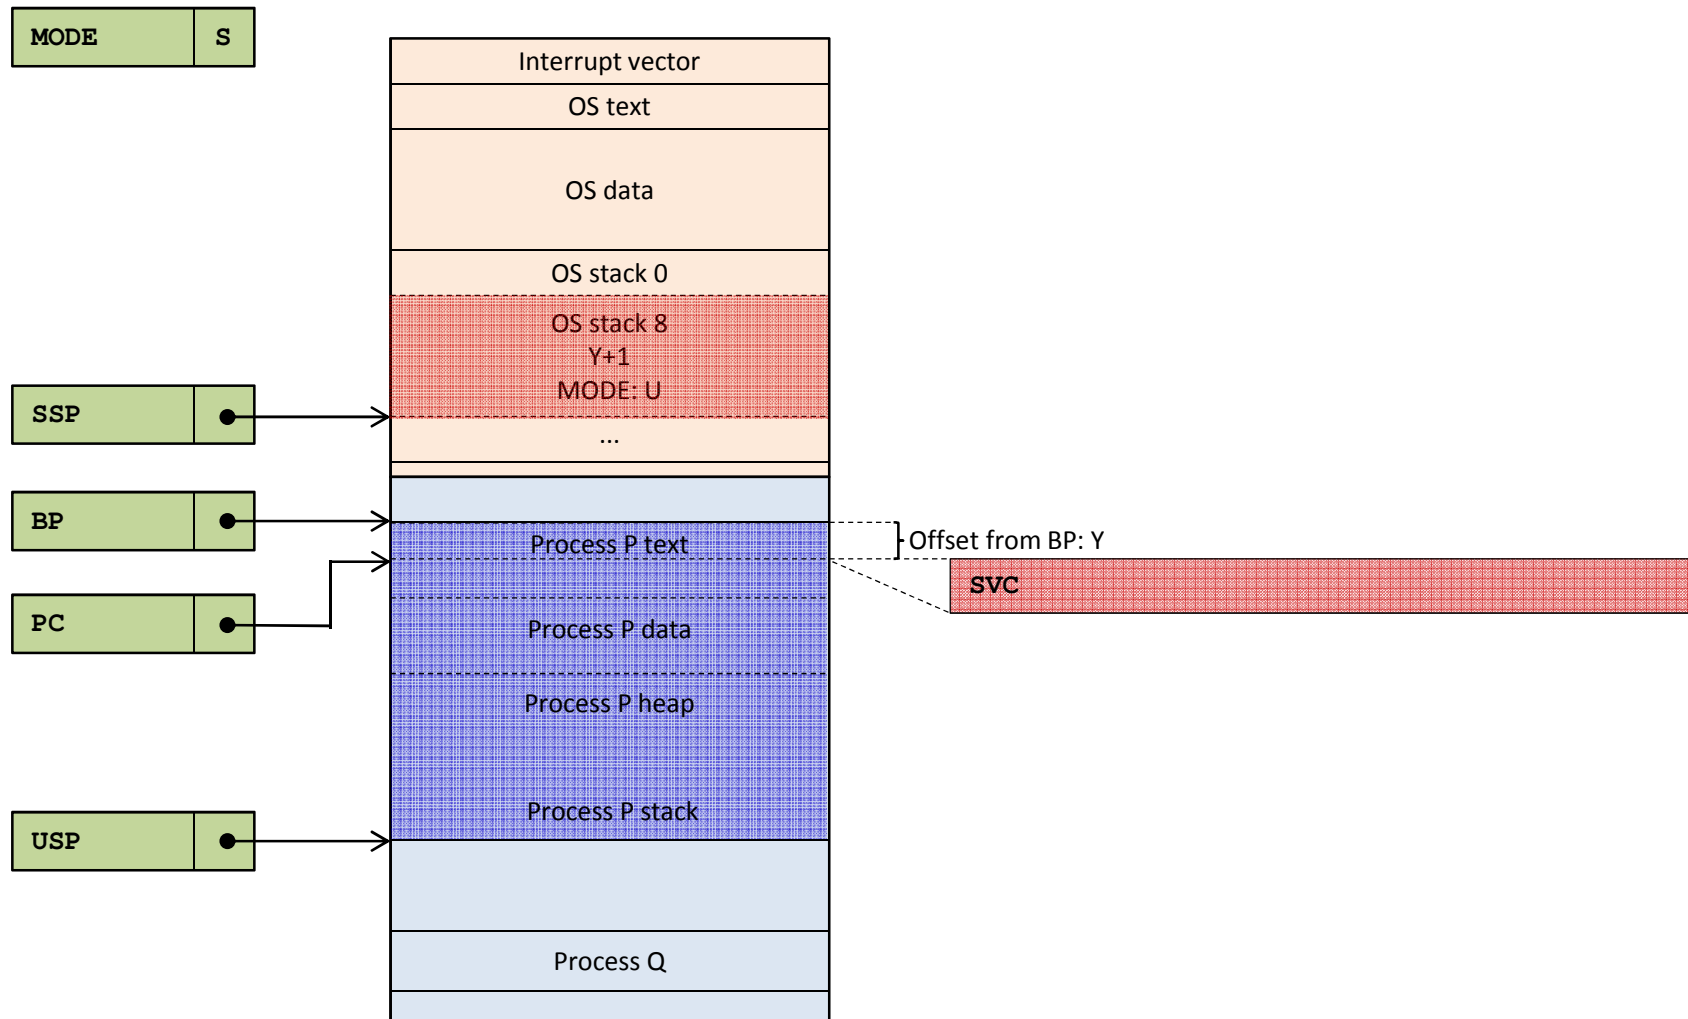 MODE S
Interrupt vector
OS text
OS data
OS stack 0
OS stack 8
Y+1
MODE: U
SSP
...
BP
Process P text
Offset from BP: Y
SVC
PC
Process P data
Process P heap
Process P stack
USP
Process Q